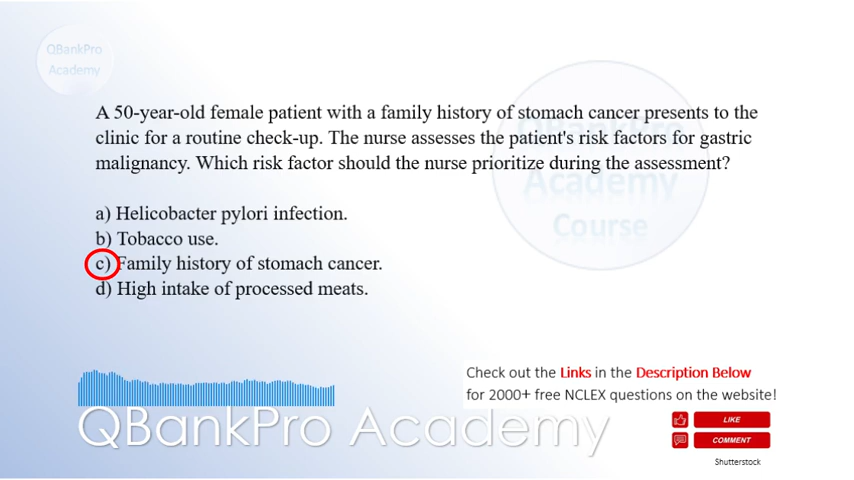 QBankPro
Academy
A 50-year-old female patient with a family history of stomach cancer presents to the
clinic for a routine check-up. The nurse assesses the patient's risk factors for gastric
malignancy. Which risk factor should the nurse prioritize during the assessment?
QBankPro
Academy
Course
a) Helicobacter pylori infection.
b) Tobacco use.
c) Family history of stomach cancer.
d) High intake of processed meats.
Check out the Links in the Description Below
for 2000+ free NCLEX questions on the website!
QBankPro Academy
LIKE
COMMENT
Shutterstock